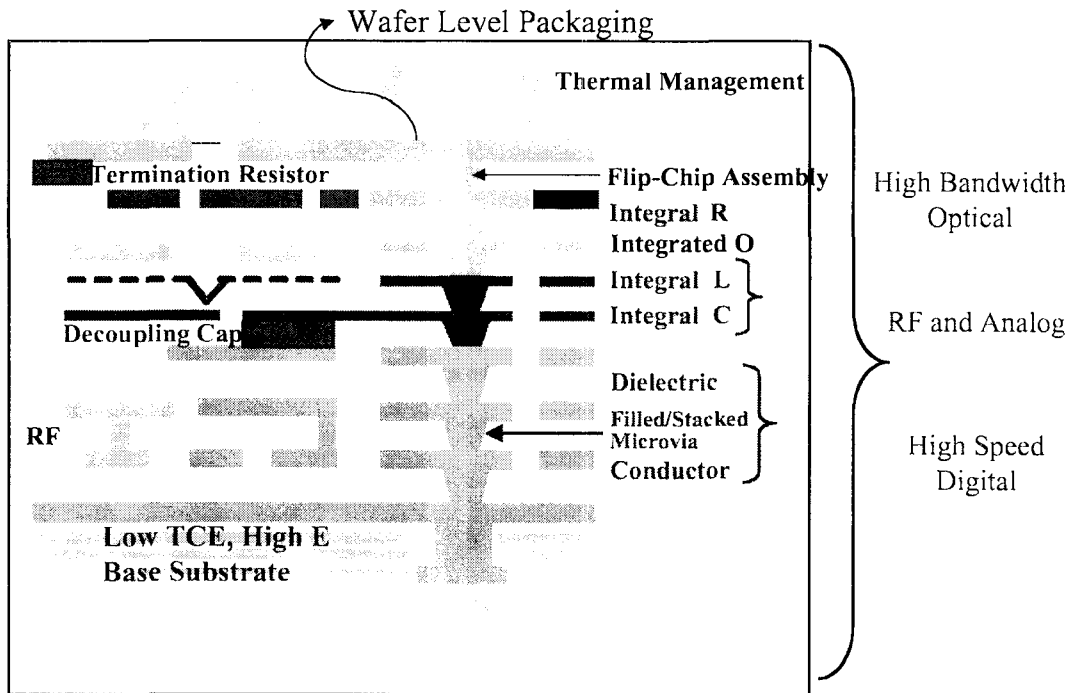 Wafer Level Packaging
Thermal Management
Termination Resistor
Flip-Chip Assembly
Integral R
Integrated O
Integral L
Integral C
Decoupling Cap
Dielectric
Filled/Stacked
Microvia
Conductor
RF
Low TCE, High E
Base Substrate
High Bandwidth
Optical
RF and Analog
High Speed
Digital